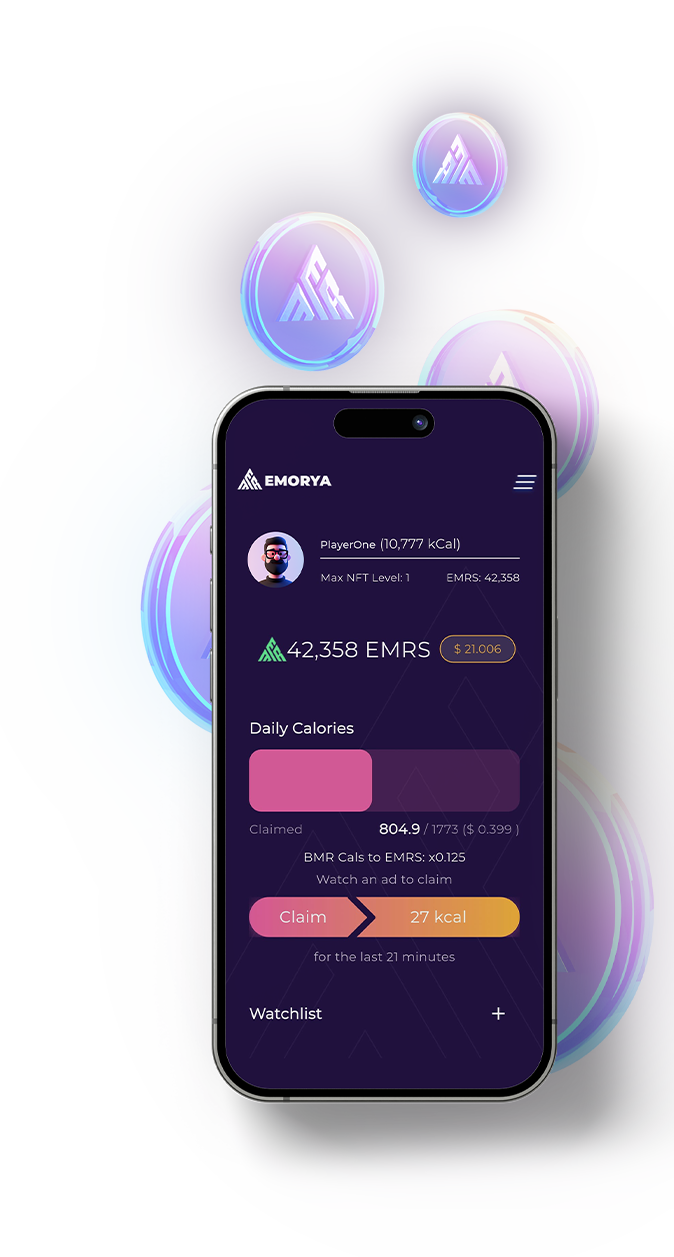 EMORYA
PlayerOne (10,777 kCal)
Max NFT Level: 1 EMRS: 42,358
42,358 EMRS $ 21.006
Daily Calories
Claimed 804.9 / 1773 ($ 0.399 )
BMR Cals to EMRS: x0.125
Watch an ad to claim
Claim 27 kcal
for the last 21 minutes
Watchlist +